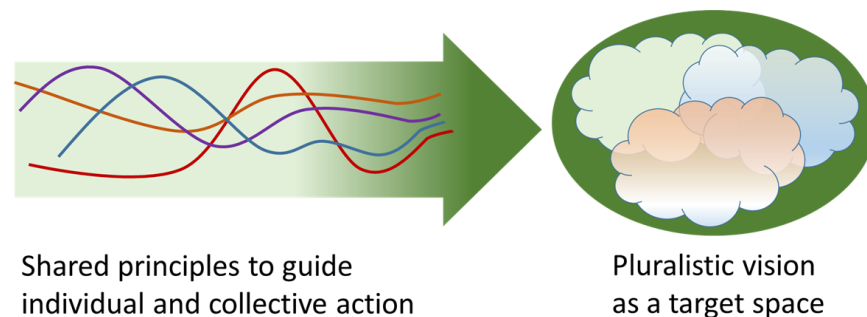 Shared principles to guide
individual and collective action
Pluralistic vision
as a target space